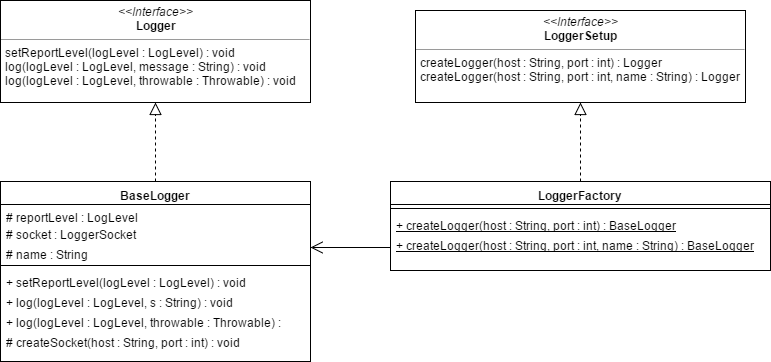 <<Interface>>
Logger
setReportLevel(logLevel : LogLevel) : void
log(logLevel : LogLevel, message : String) : void
log(logLevel : LogLevel, throwable : Throwable) : void
<<Interface>>
LoggerSetup
createLogger(host : String, port : int) : Logger
createLogger(host : String, port : int, name : String) : Logger
BaseLogger
# reportLevel : LogLevel
# socket : LoggerSocket
# name : String
+ setReportLevel(logLevel : LogLevel) : void
+ log(logLevel : LogLevel, s : String) : void
+ log(logLevel : LogLevel, throwable : Throwable) :
# createSocket(host : String, port : int) : void
LoggerFactory
+ createLogger(host : String, port : int) : BaseLogger
+ createLogger(host : String, port : int, name : String) : BaseLogger